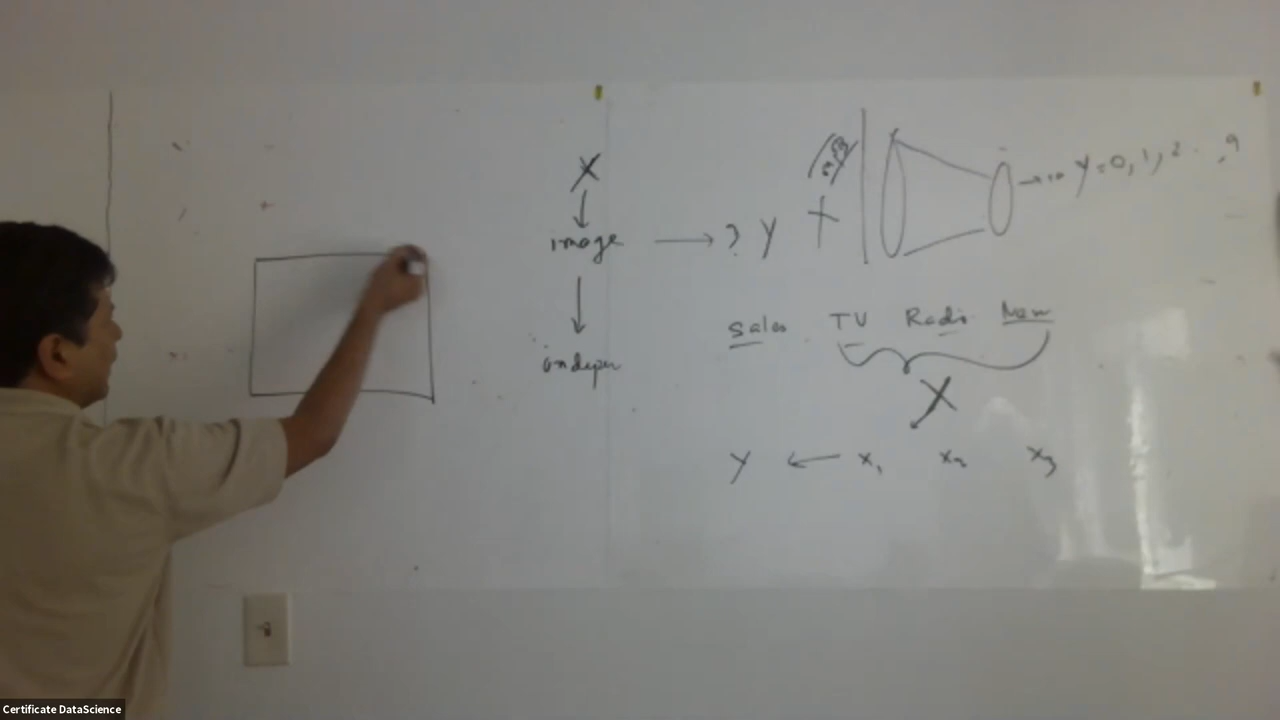 X
image → ? Y X → Y = 0, 1, 2 . . , 9
indepen
Sales TV Radio New
X
Y ← x₁ x₂ x₃
Certificate DataScience